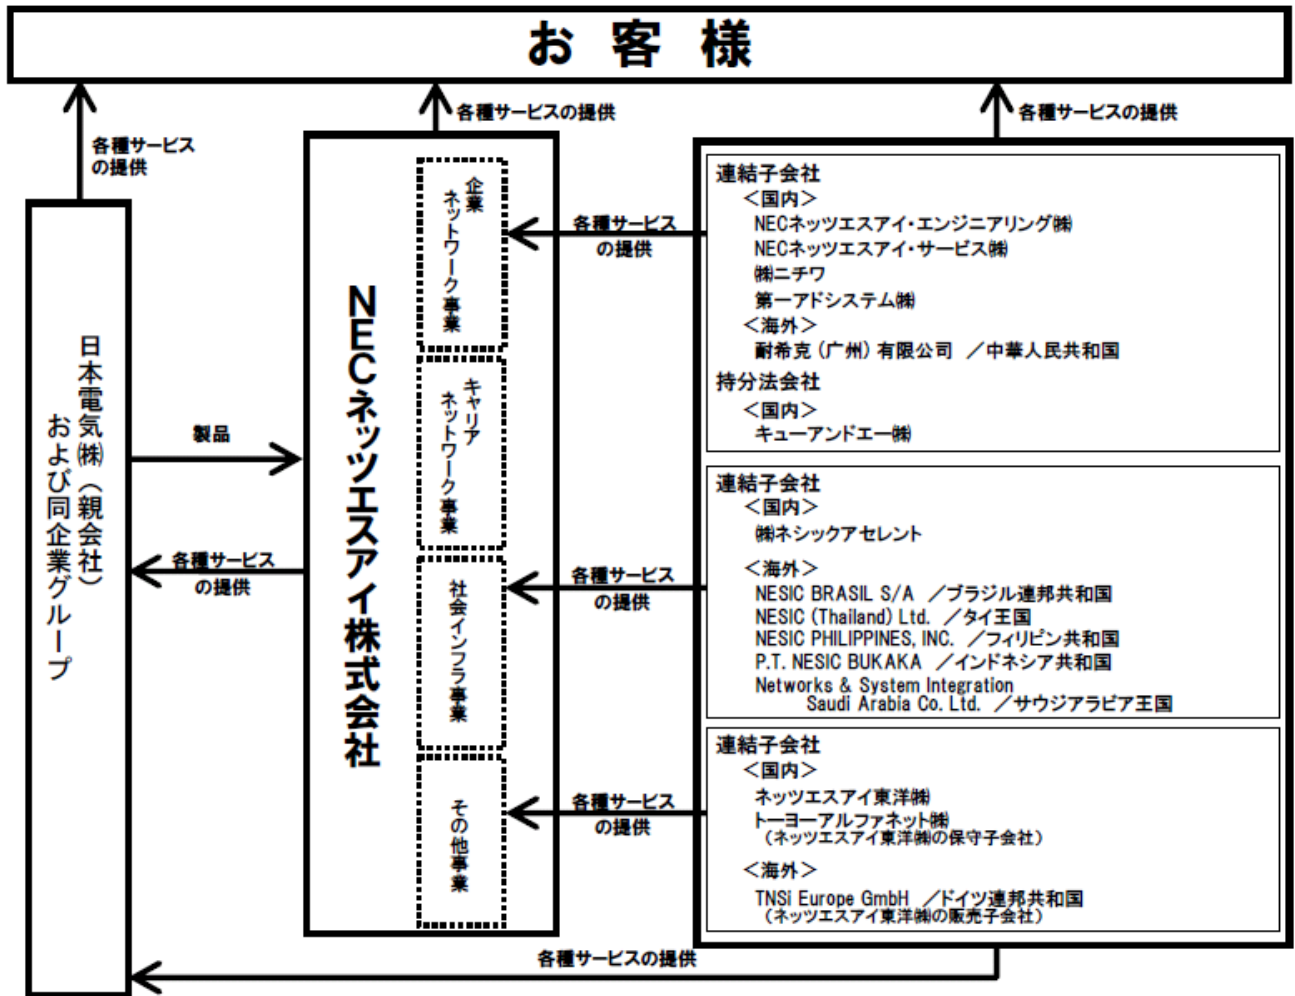 お 客 様
各種サービス
の提供
各種サービスの提供
各種サービスの提供
日本電気㈱（親会社）
および同企業グループ
製品
各種サービス
の提供
NECネッツエスアイ株式会社
企業
ネットワーク事業
キャリア
ネットワーク事業
社会インフラ事業
その他事業
各種サービス
の提供
各種サービス
の提供
各種サービス
の提供
連結子会社
＜国内＞
NECネッツエスアイ・エンジニアリング㈱
NECネッツエスアイ・サービス㈱
㈱ニチワ
第一アドシステム㈱
＜海外＞
耐希克（广州）有限公司 ／中華人民共和国
持分法会社
＜国内＞
キューアンドエー㈱
連結子会社
＜国内＞
㈱ネシックアセレント
＜海外＞
NESIC BRASIL S/A ／ブラジル連邦共和国
NESIC (Thailand) Ltd. ／タイ王国
NESIC PHILIPPINES, INC. ／フィリピン共和国
P.T. NESIC BUKAKA ／インドネシア共和国
Networks & System Integration
Saudi Arabia Co. Ltd. ／サウジアラビア王国
連結子会社
＜国内＞
ネッツエスアイ東洋㈱
トーヨーアルファネット㈱
（ネッツエスアイ東洋㈱の保守子会社）
＜海外＞
TNSi Europe GmbH ／ドイツ連邦共和国
（ネッツエスアイ東洋㈱の販売子会社）
各種サービスの提供